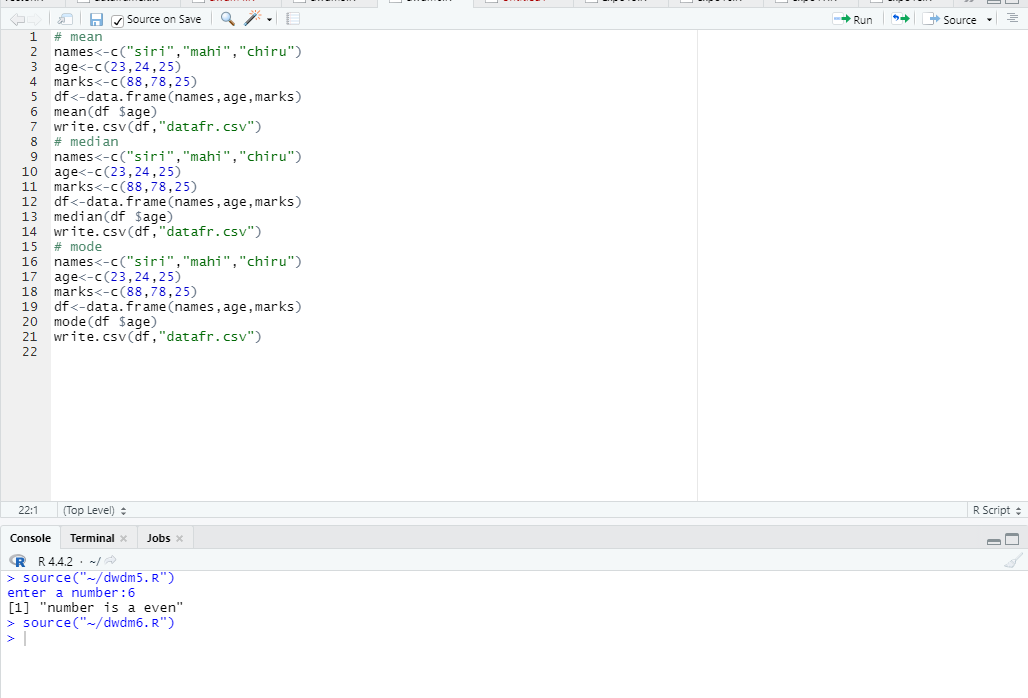 Source on Save
Run
Source
1 # mean
2 names<-c("siri","mahi","chiru")
3 age<-c(23,24,25)
4 marks<-c(88,78,25)
5 df<-data.frame(names,age,marks)
6 mean(df $age)
7 write.csv(df,"datafr.csv")
8 # median
9 names<-c("siri","mahi","chiru")
10 age<-c(23,24,25)
11 marks<-c(88,78,25)
12 df<-data.frame(names,age,marks)
13 median(df $age)
14 write.csv(df,"datafr.csv")
15 # mode
16 names<-c("siri","mahi","chiru")
17 age<-c(23,24,25)
18 marks<-c(88,78,25)
19 df<-data.frame(names,age,marks)
20 mode(df $age)
21 write.csv(df,"datafr.csv")
22
22:1 (Top Level) R Script
Console Terminal Jobs
R 4.4.2 · ~/
> source("~/dwdm5.R")
enter a number:6
[1] "number is a even"
> source("~/dwdm6.R")
>